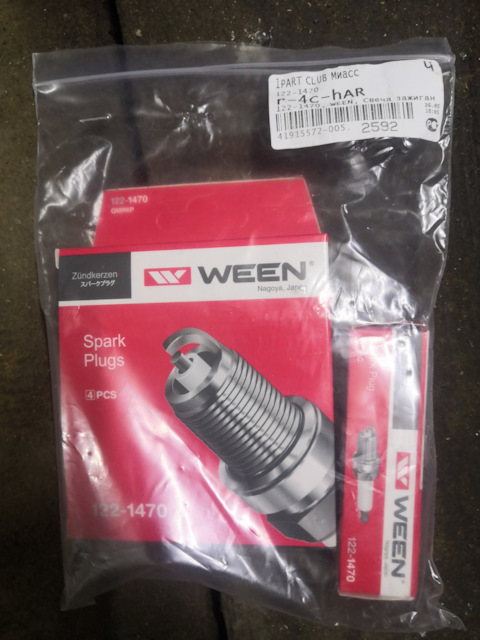 4
IPART CLUB Миасс
122-1470
r-4c-hAR
122-1470, WEEN, Свеча зажиган
41915572-005. 2592
122-1470
Zündkerzen
スパークプラグ
WEEN®
Nagoya, Japan
Spark
Plugs
4 PCS
122-1470
Plug
WEEN
122-1470